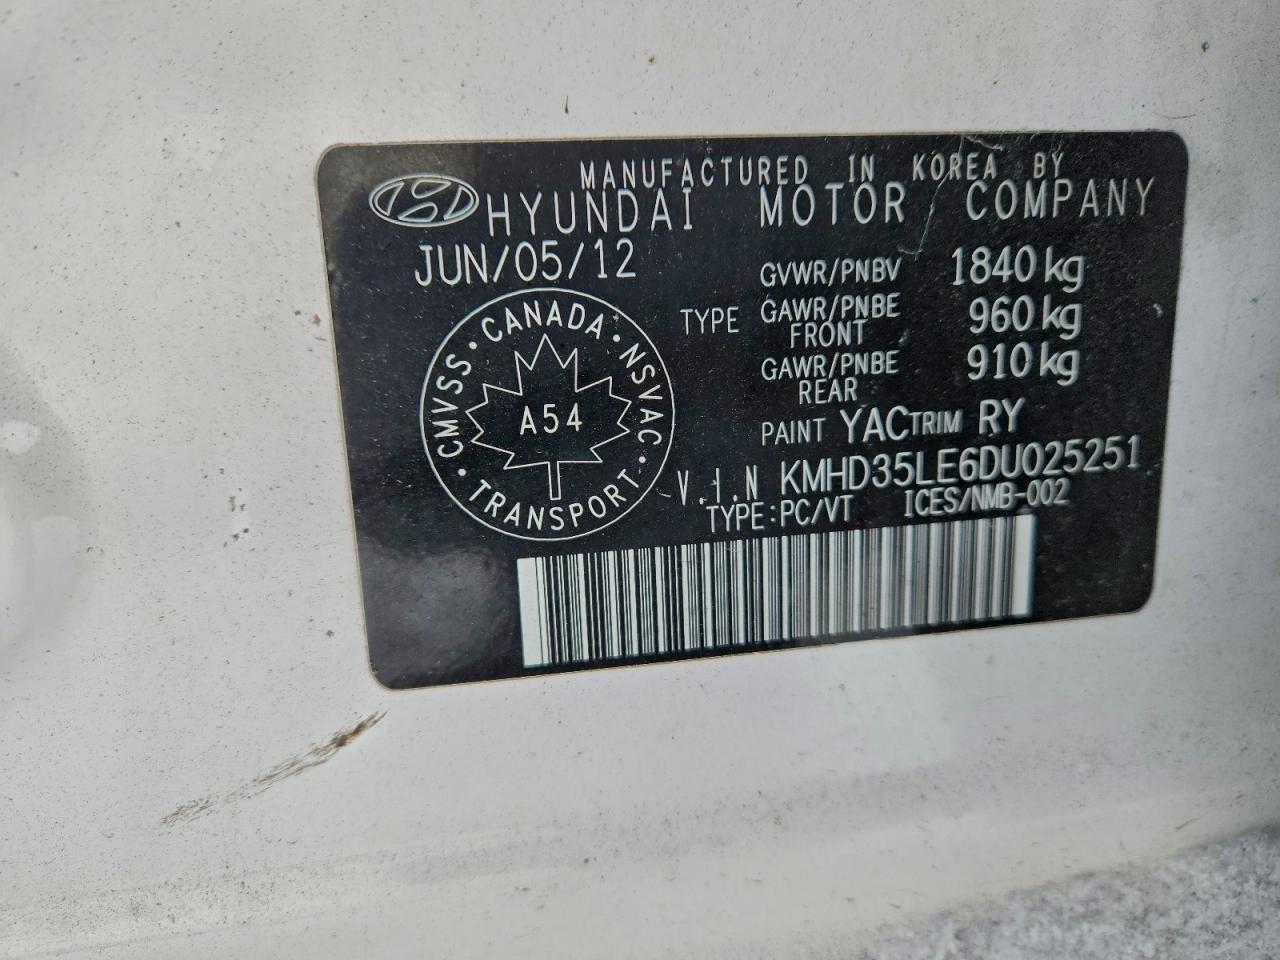 MANUFACTURED IN KOREA BY
HYUNDAI MOTOR COMPANY
JUN/05/12
GVWR/PNBV 1840 kg
TYPE GAWR/PNBE FRONT 960 kg
GAWR/PNBE REAR 910 kg
PAINT YAC TRIM RY
V.I.N KMHD35LE6DU025251
TYPE:PC/VT ICES/NMB-002
CMVSS · CANADA · NSVAC · TRANSPORT ·
A54